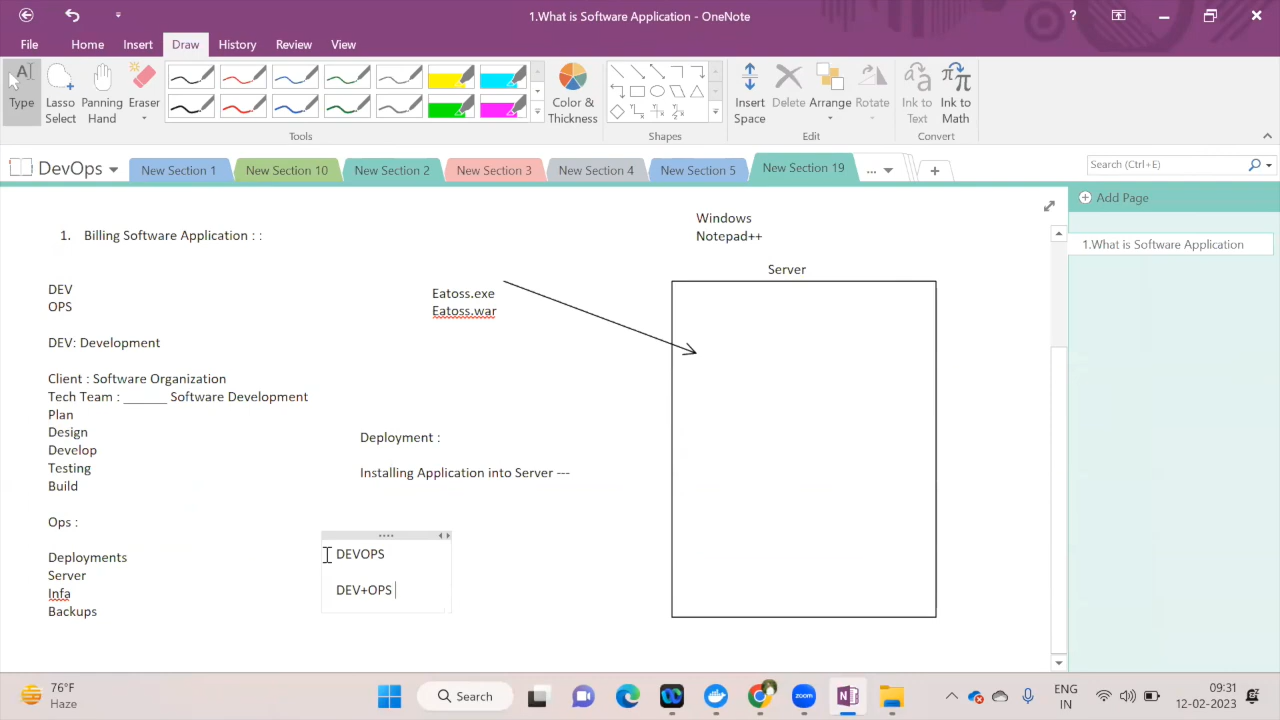 1.What is Software Application - OneNote
?
File
Home
Insert
Draw
History
Review
View
Type
Lasso
Select
Panning
Hand
Eraser
Color &
Thickness
Insert
Space
Delete
Arrange
Rotate
Ink to
Text
Ink to
Math
Tools
Shapes
Edit
Convert
DevOps
New Section 1
New Section 10
New Section 2
New Section 3
New Section 4
New Section 5
New Section 19
...
Search (Ctrl+E)
Add Page
1.What is Software Application
Windows
Notepad++
1. Billing Software Application : :
Server
DEV
OPS
Eatoss.exe
Eatoss.war
DEV: Development
Client : Software Organization
Tech Team : ______ Software Development
Plan
Design
Develop
Testing
Build
Deployment :
Installing Application into Server ---
Ops :
Deployments
Server
Infa
Backups
DEVOPS
DEV+OPS
76°F
Haze
Search
zoom
ENG
IN
09:31
12-02-2023